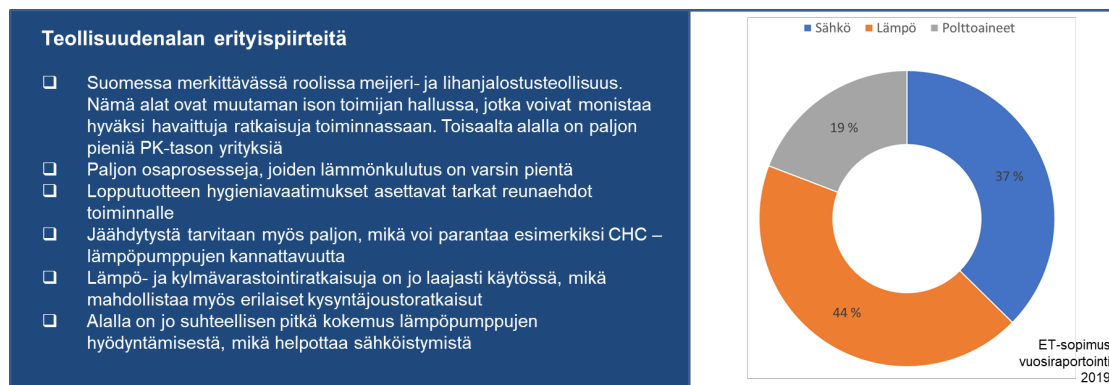 Teollisuudenalan erityispiirteitä
Suomessa merkittävässä roolissa meijeri- ja lihanjalostusteollisuus.
Nämä alat ovat muutaman ison toimijan hallussa, jotka voivat monistaa
hyväksi havaittuja ratkaisuja toiminnassaan. Toisaalta alalla on paljon
pieniä PK-tason yrityksiä
Paljon osaprosesseja, joiden lämmönkulutus on varsin pientä
Lopputuotteen hygieniavaatimukset asettavat tarkat reunaehdot
toiminnalle
Jäähdytystä tarvitaan myös paljon, mikä voi parantaa esimerkiksi CHC –
lämpöpumppujen kannattavuutta
Lämpö- ja kylmävarastointiratkaisuja on jo laajasti käytössä, mikä
mahdollistaa myös erilaiset kysyntäjoustoratkaisut
Alalla on jo suhteellisen pitkä kokemus lämpöpumppujen
hyödyntämisestä, mikä helpottaa sähköistymistä
Sähkö Lämpö Polttoaineet
19 %
37 %
44 %
ET-sopimus
vuosiraportointi
2019